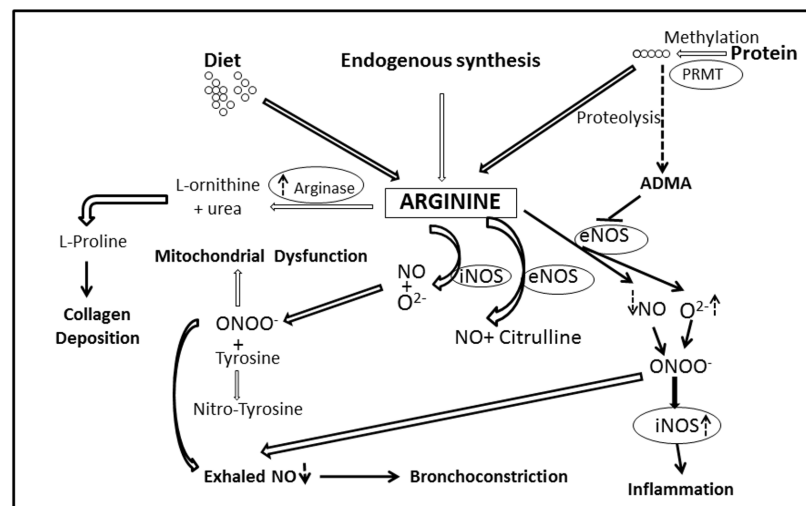 Methylation
Diet
Endogenous synthesis
Protein
PRMT
Proteolysis
L-ornithine
+ urea
↑ Arginase
ARGININE
ADMA
L-Proline
eNOS
Mitochondrial Dysfunction
NO
+
O²⁻
iNOS
eNOS
Collagen
Deposition
ONOO⁻
+
Tyrosine
NO+ Citrulline
↓NO
O²⁻↑
Nitro-Tyrosine
ONOO⁻
iNOS↑
Exhaled NO↓
Bronchoconstriction
Inflammation